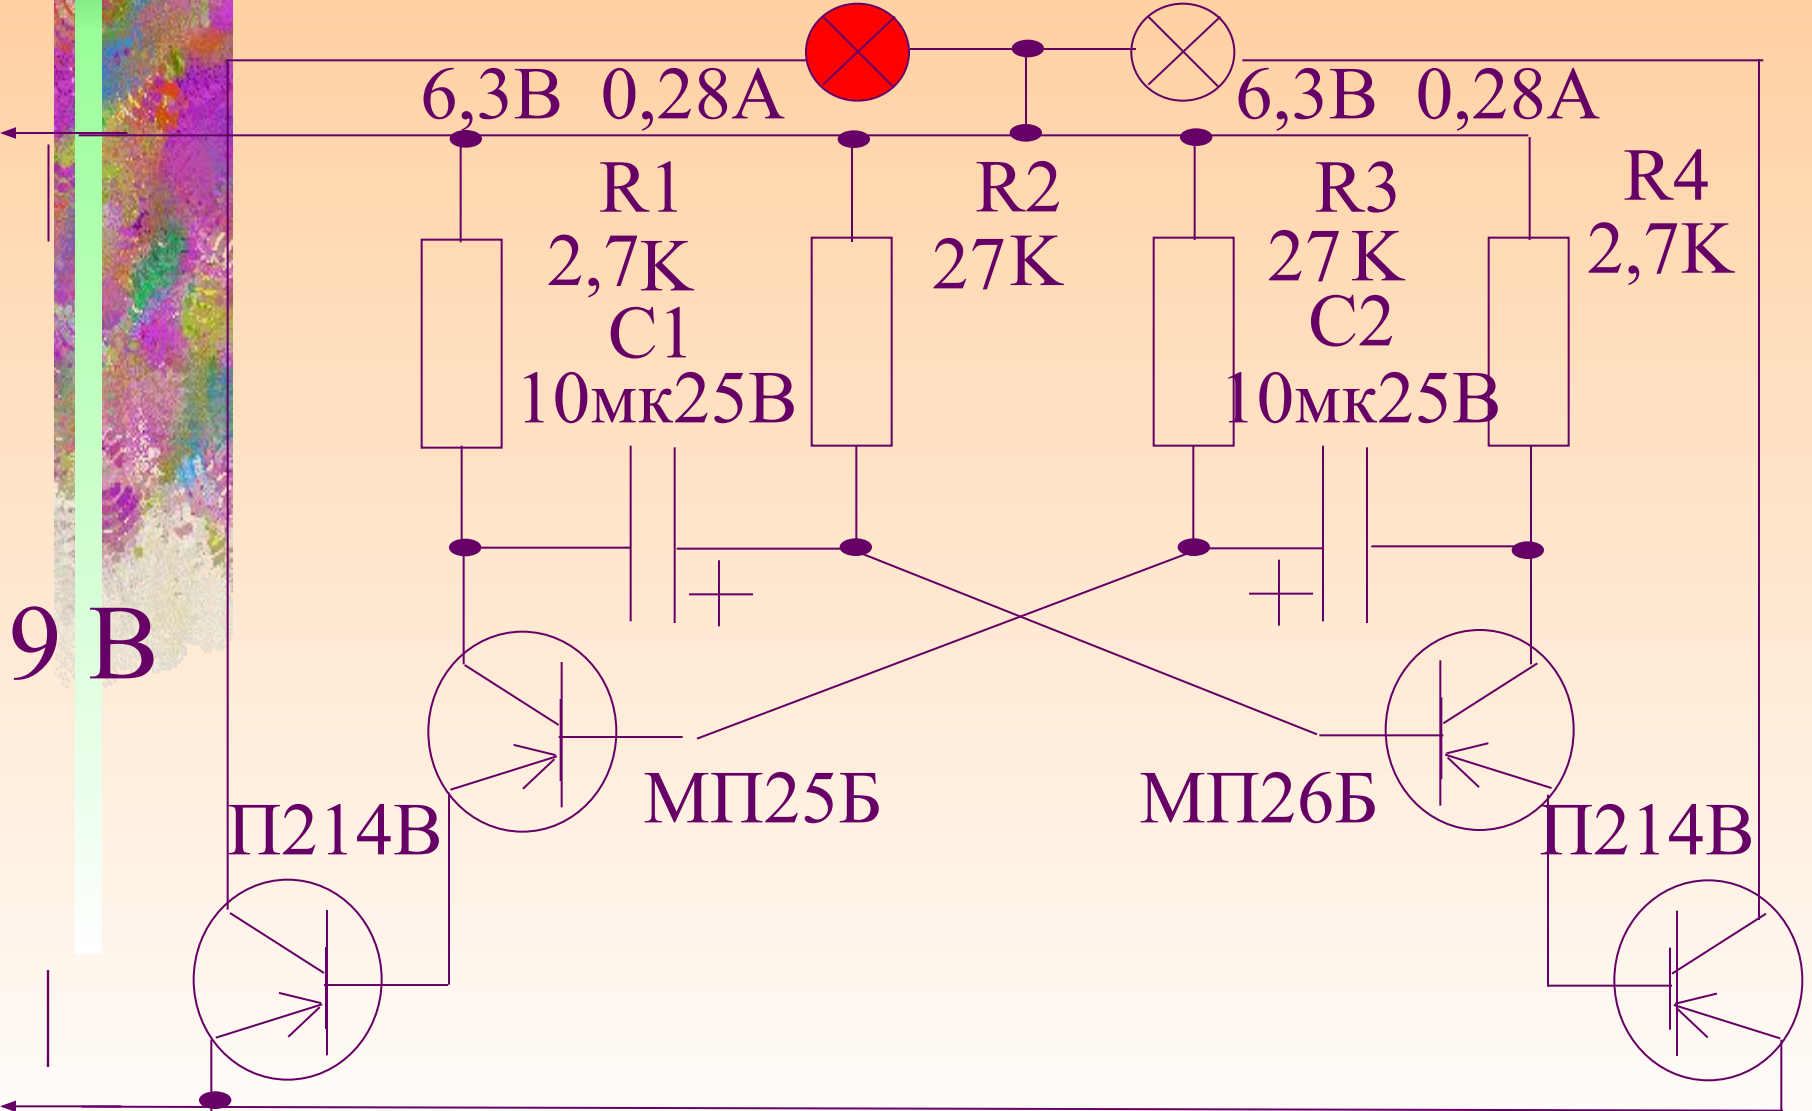 6,3В 0,28А
6,3В 0,28А
R1
2,7К
С1
10мк25В
R2
27К
R3
27К
С2
10мк25В
R4
2,7К
9 В
МП25Б
МП26Б
П214В
П214В